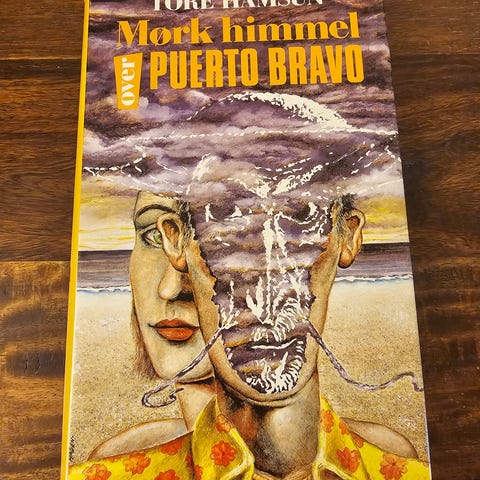 TORE HAMSUN
Mørk himmel
over PUERTO BRAVO